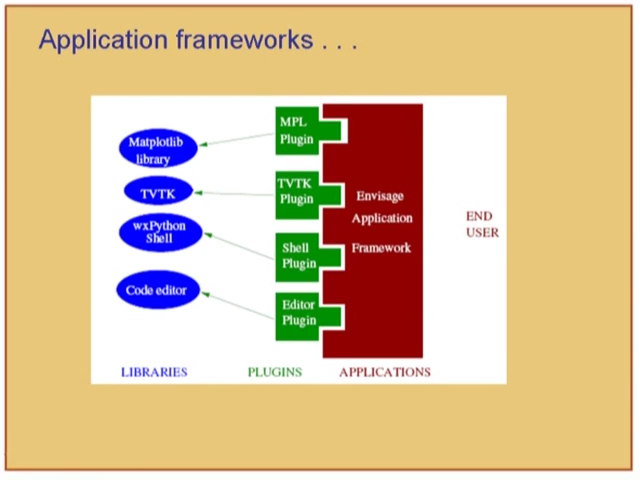 Application frameworks . . .
MPL
Plugin
Matplotlib
library
TVTK
Plugin
TVTK
Envisage
Application
Framework
END
USER
wxPython
Shell
Shell
Plugin
Code editor
Editor
Plugin
LIBRARIES
PLUGINS
APPLICATIONS